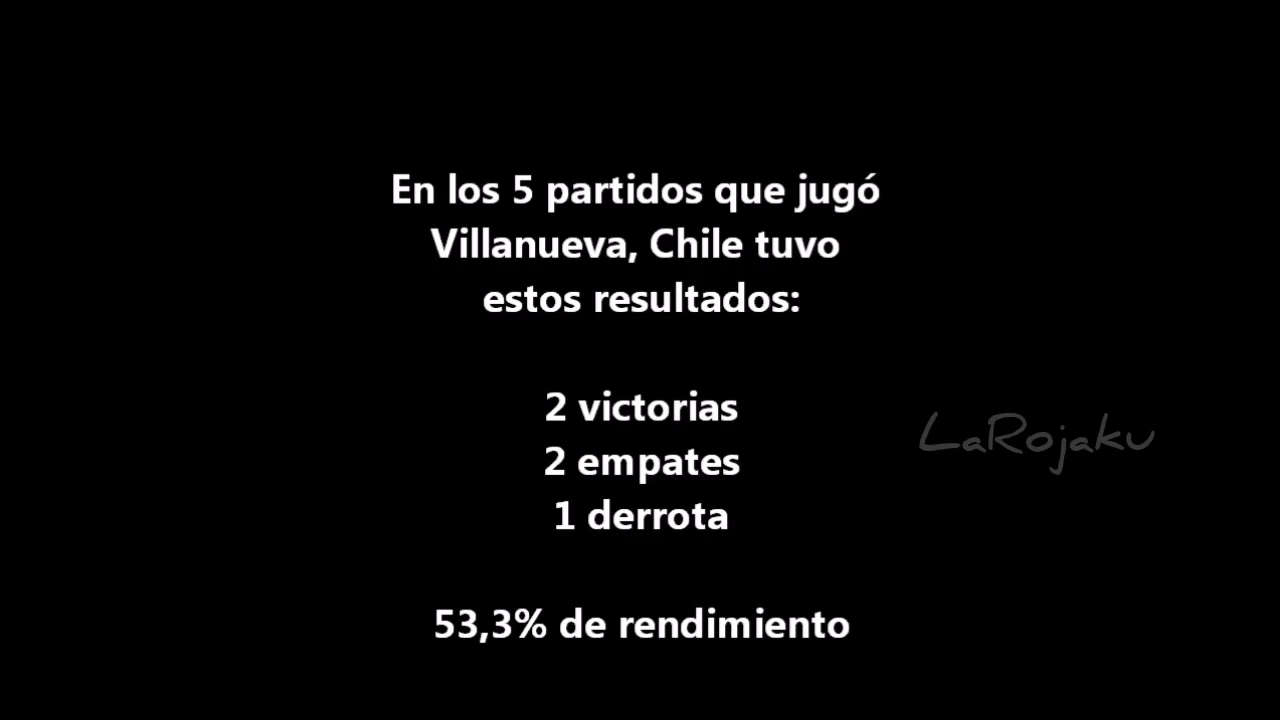 En los 5 partidos que jugó
Villanueva, Chile tuvo
estos resultados:
2 victorias
LaRojaku
2 empates
1 derrota
53,3% de rendimiento